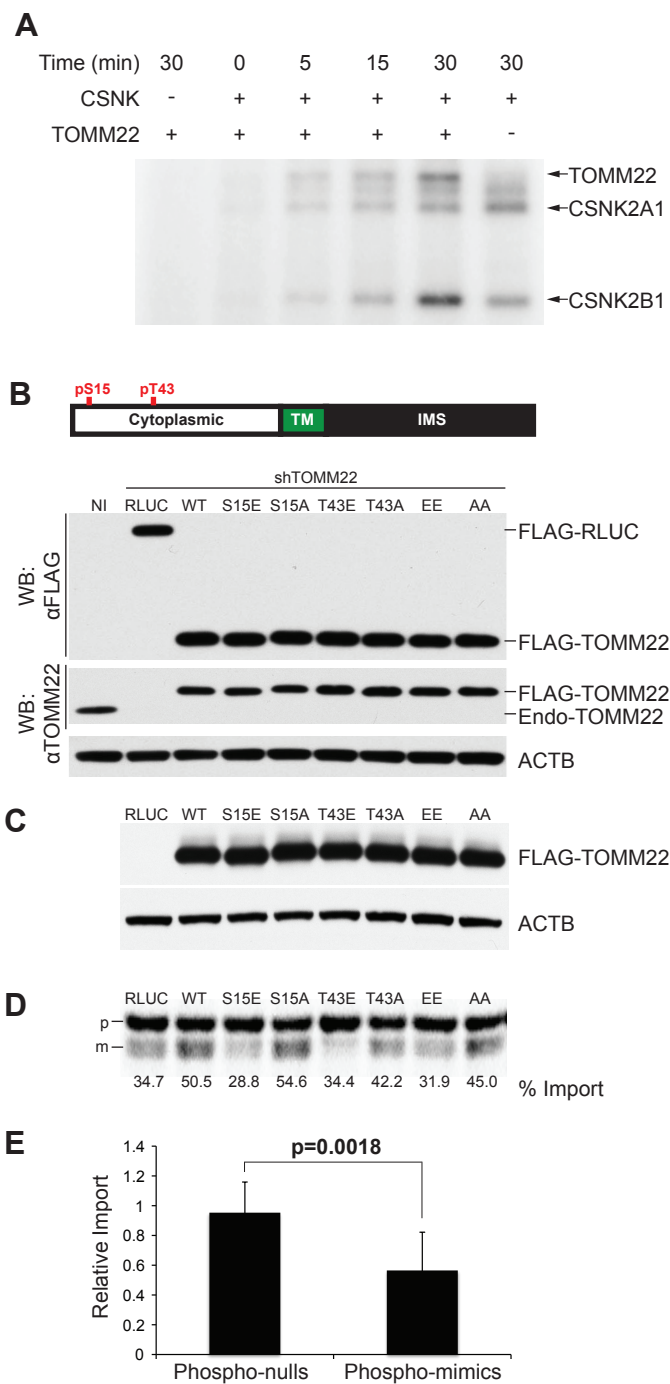 A
Time (min) 30 0 5 15 30 30
CSNK - + + + + +
TOMM22 + + + + + -
TOMM22
CSNK2A1
CSNK2B1
B
pS15 pT43
Cytoplasmic TM IMS
shTOMM22
NI RLUC WT S15E S15A T43E T43A EE AA
WB: αFLAG
FLAG-RLUC
FLAG-TOMM22
WB: αTOMM22
FLAG-TOMM22
Endo-TOMM22
ACTB
C
RLUC WT S15E S15A T43E T43A EE AA
FLAG-TOMM22
ACTB
D
RLUC WT S15E S15A T43E T43A EE AA
p
m
34.7 50.5 28.8 54.6 34.4 42.2 31.9 45.0 % Import
E
p=0.0018
Relative Import
1.4
1.2
1
0.8
0.6
0.4
0.2
0
Phospho-nulls Phospho-mimics